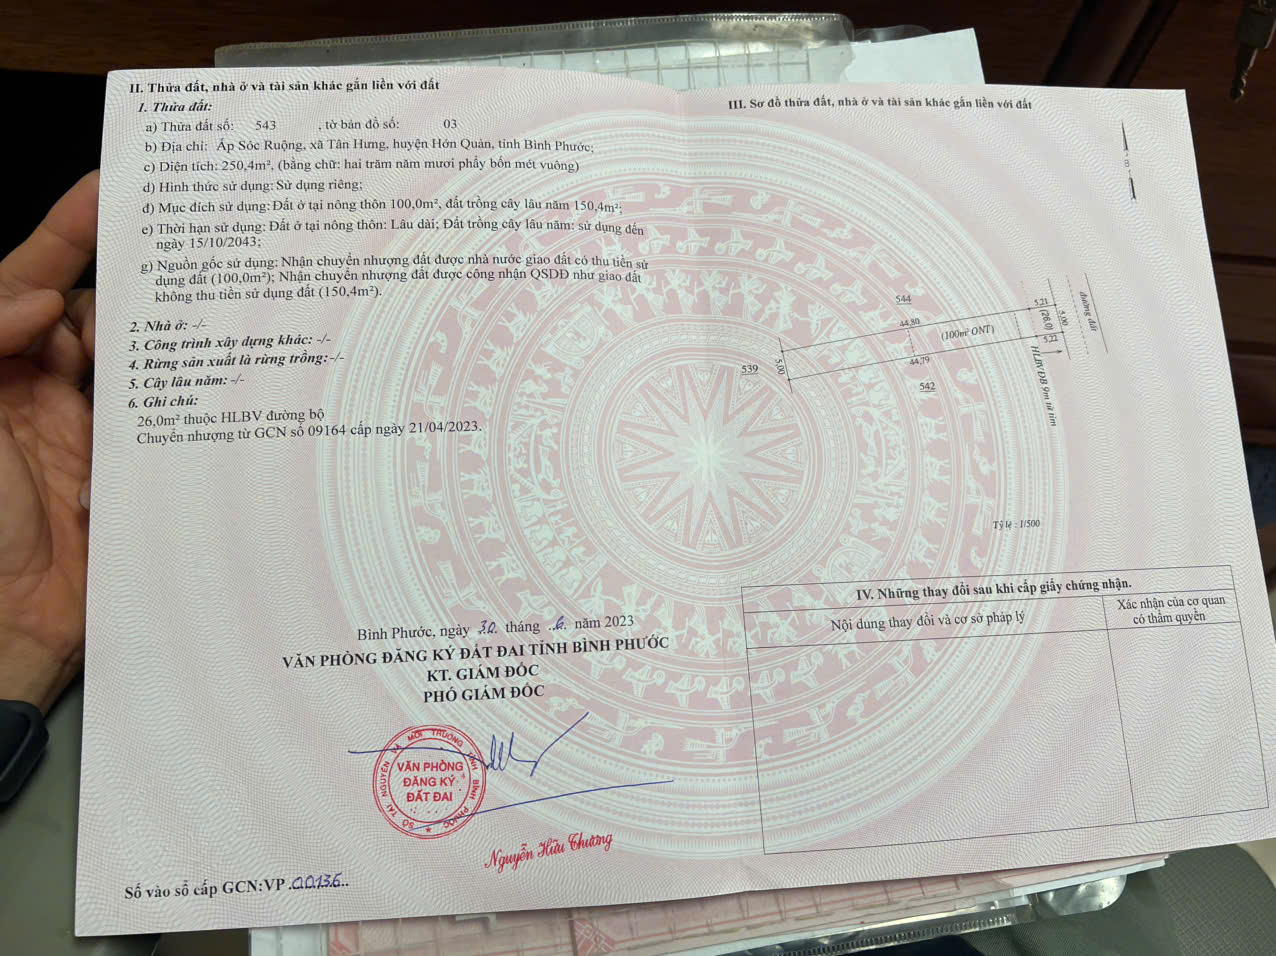 II. Thửa đất, nhà ở và tài sản khác gắn liền với đất
1. Thửa đất:
a) Thửa đất số: 543 , tờ bản đồ số: 03
b) Địa chỉ: Ấp Sóc Ruộng, xã Tân Hưng, huyện Hớn Quản, tỉnh Bình Phước;
c) Diện tích: 250,4m², (bằng chữ: hai trăm năm mươi phẩy bốn mét vuông)
d) Hình thức sử dụng: Sử dụng riêng;
đ) Mục đích sử dụng: Đất ở tại nông thôn 100,0m², đất trồng cây lâu năm 150,4m²;
e) Thời hạn sử dụng: Đất ở tại nông thôn: Lâu dài; Đất trồng cây lâu năm: sử dụng đến
ngày 15/10/2043;
g) Nguồn gốc sử dụng: Nhận chuyển nhượng đất được nhà nước giao đất có thu tiền sử
dụng đất (100,0m²); Nhận chuyển nhượng đất được công nhận QSDĐ như giao đất
không thu tiền sử dụng đất (150,4m²).
2. Nhà ở: -/-
3. Công trình xây dựng khác: -/-
4. Rừng sản xuất là rừng trồng: -/-
5. Cây lâu năm: -/-
6. Ghi chú:
26,0m² thuộc HLBV đường bộ
Chuyển nhượng từ GCN số 09164 cấp ngày 21/04/2023.
Bình Phước, ngày 30 tháng 6 năm 2023
VĂN PHÒNG ĐĂNG KÝ ĐẤT ĐAI TỈNH BÌNH PHƯỚC
KT. GIÁM ĐỐC
PHÓ GIÁM ĐỐC
SỞ TÀI NGUYÊN VÀ MÔI TRƯỜNG TỈNH BÌNH PHƯỚC
VĂN PHÒNG
ĐĂNG KÝ
ĐẤT ĐAI
Nguyễn Hữu Thương
Số vào sổ cấp GCN:VP.00136..
III. Sơ đồ thửa đất, nhà ở và tài sản khác gắn liền với đất
B
544
44,80
5,21
(26.0)
5,00
đường đất
(100m² ONT)
5,22
539
5,00
44,79
542
HLBVĐB 9m từ tim
Tỷ lệ : 1/500
IV. Những thay đổi sau khi cấp giấy chứng nhận.
Nội dung thay đổi và cơ sở pháp lý
Xác nhận của cơ quan
có thẩm quyền